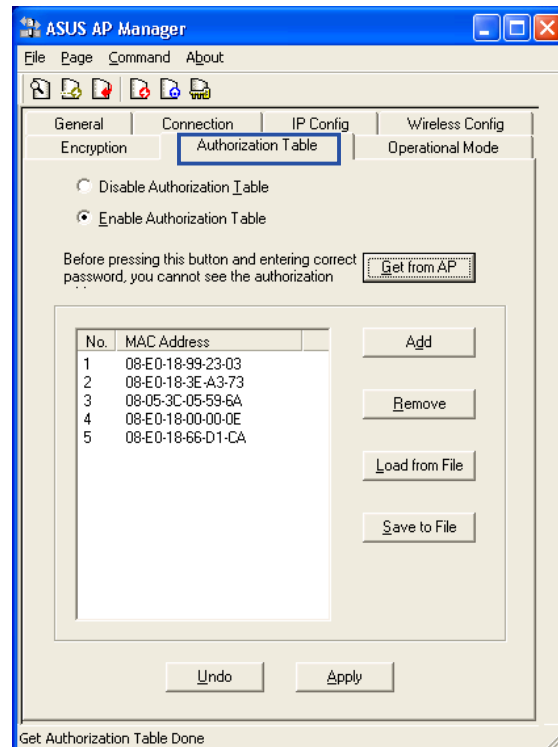 ASUS AP Manager
File Page Command About
General Connection IP Config Wireless Config
Encryption Authorization Table Operational Mode
Disable Authorization Table
Enable Authorization Table
Before pressing this button and entering correct
password, you cannot see the authorization
Get from AP
No. MAC Address
1 08-E0-18-99-23-03
2 08-E0-18-3E-A3-73
3 08-05-3C-05-59-6A
4 08-E0-18-00-00-0E
5 08-E0-18-66-D1-CA
Add
Remove
Load from File
Save to File
Undo Apply
Get Authorization Table Done